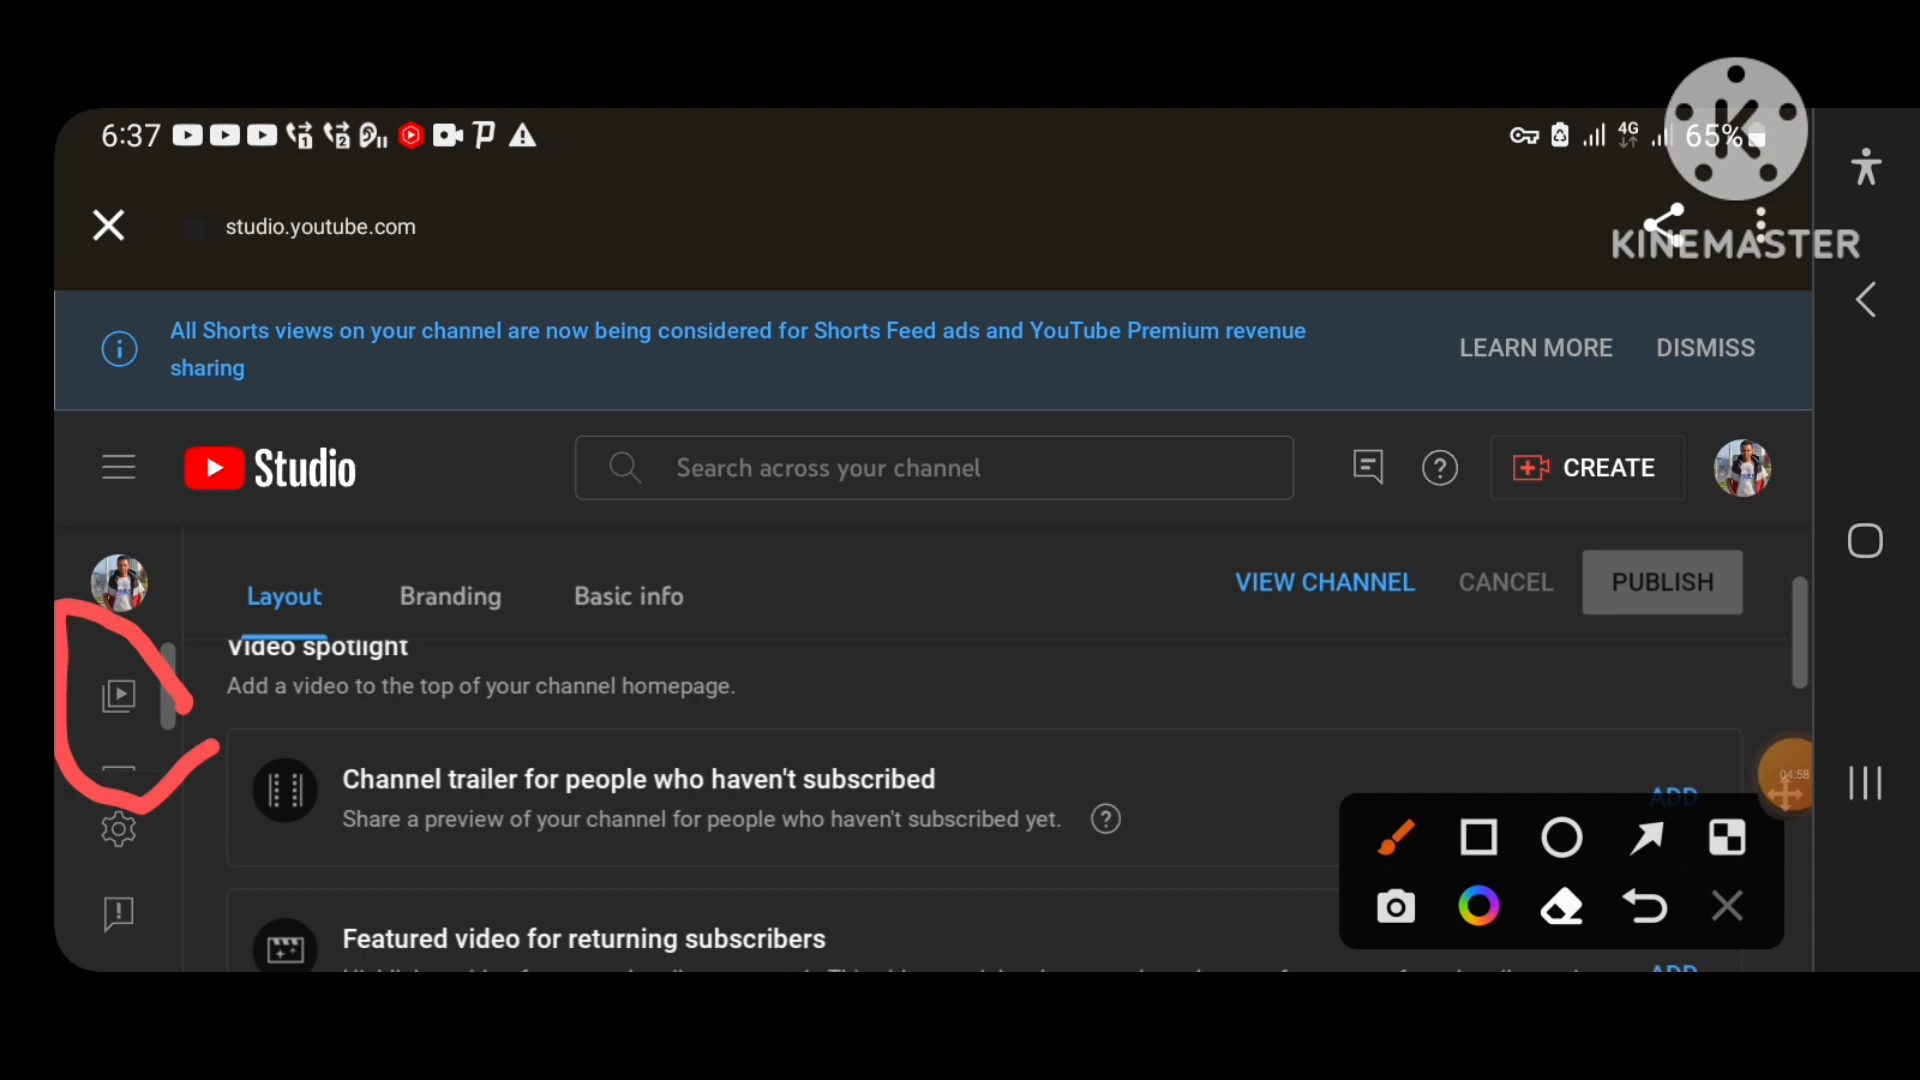 6:37
4G
65%
studio.youtube.com
KINEMASTER
All Shorts views on your channel are now being considered for Shorts Feed ads and YouTube Premium revenue
sharing
LEARN MORE
DISMISS
Studio
Search across your channel
CREATE
Layout
Branding
Basic info
VIEW CHANNEL
CANCEL
PUBLISH
Video spotlight
Add a video to the top of your channel homepage.
Channel trailer for people who haven't subscribed
Share a preview of your channel for people who haven't subscribed yet.
ADD
04:58
Featured video for returning subscribers
ADD